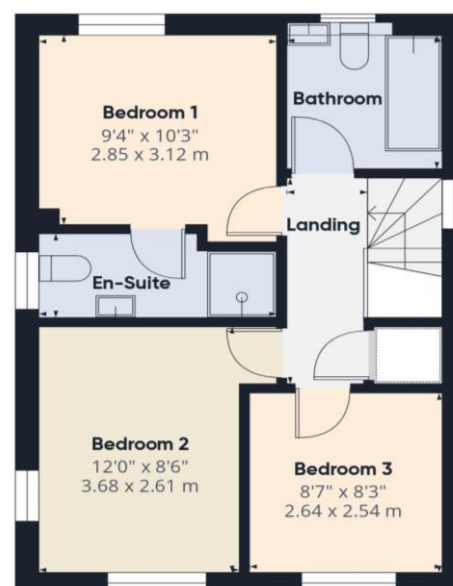 Bedroom 1
9'4" x 10'3"
2.85 x 3.12 m
Bathroom
Landing
En-Suite
Bedroom 2
12'0" x 8'6"
3.68 x 2.61 m
Bedroom 3
8'7" x 8'3"
2.64 x 2.54 m